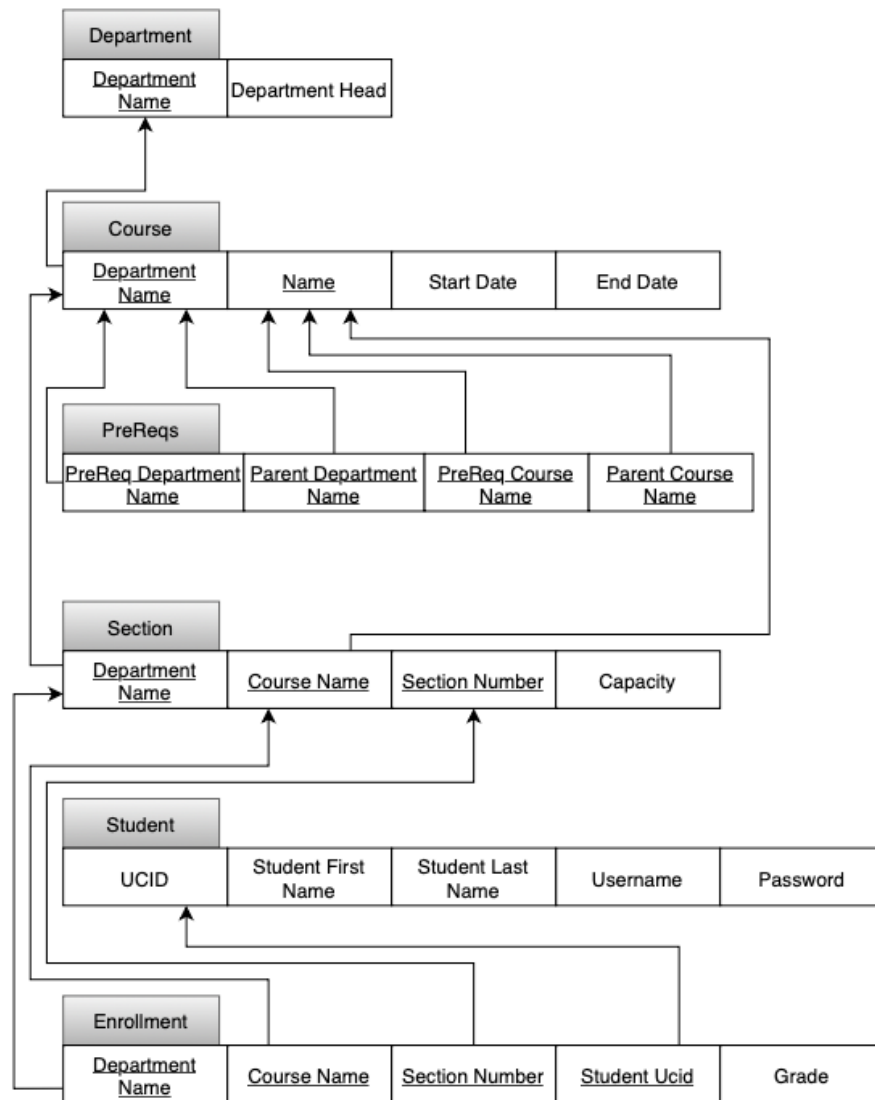 Department
Department
Name
Department Head
Course
Department
Name
Name
Start Date
End Date
PreReqs
PreReq Department
Name
Parent Department
Name
PreReq Course
Name
Parent Course
Name
Section
Department
Name
Course Name
Section Number
Capacity
Student
UCID
Student First
Name
Student Last
Name
Username
Password
Enrollment
Department
Name
Course Name
Section Number
Student Ucid
Grade